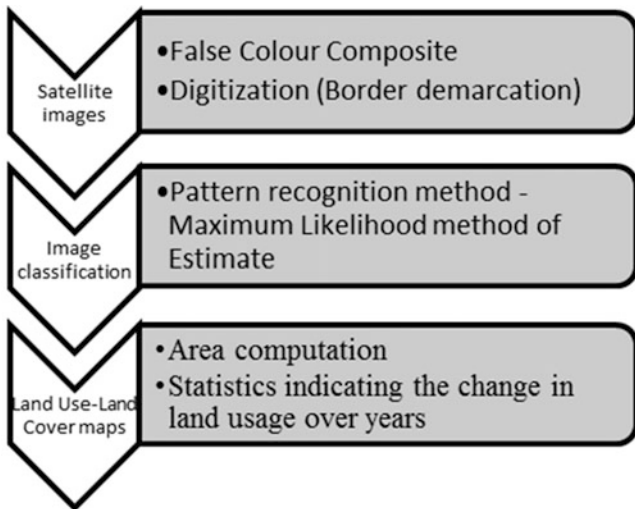 Satellite
images
•False Colour Composite
•Digitization (Border demarcation)
Image
classification
•Pattern recognition method -
Maximum Likelihood method of
Estimate
Land Use-Land
Cover maps
•Area computation
•Statistics indicating the change in
land usage over years